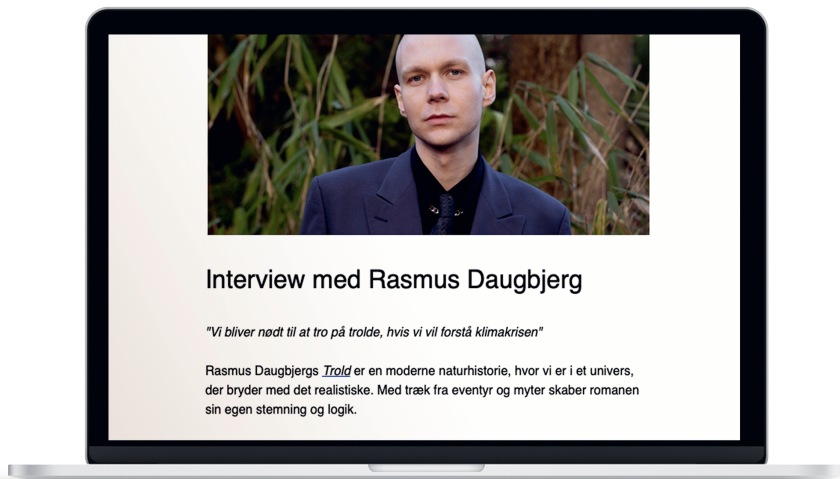 Interview med Rasmus Daugbjerg
"Vi bliver nødt til at tro på trolde, hvis vi vil forstå klimakrisen"
Rasmus Daugbjergs Trold er en moderne naturhistorie, hvor vi er i et univers,
der bryder med det realistiske. Med træk fra eventyr og myter skaber romanen
sin egen stemning og logik.